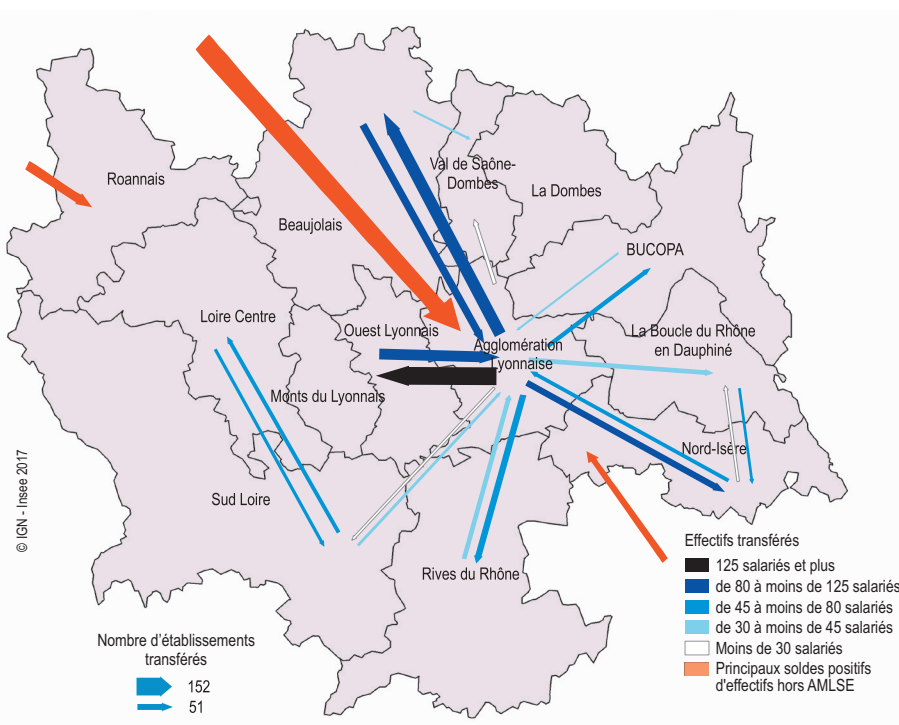 Roannais
Beaujolais
Val de Saône-
Dombes
La Dombes
BUCOPA
Loire Centre
Ouest Lyonnais
Agglomération
Lyonnaise
La Boucle du Rhône
en Dauphiné
Monts du Lyonnais
Nord-Isère
Sud Loire
Rives du Rhône
© IGN - Insee 2017
Nombre d'établissements
transférés
152
51
Effectifs transférés
125 salariés et plus
de 80 à moins de 125 salariés
de 45 à moins de 80 salariés
de 30 à moins de 45 salariés
Moins de 30 salariés
Principaux soldes positifs
d'effectifs hors AMLSE